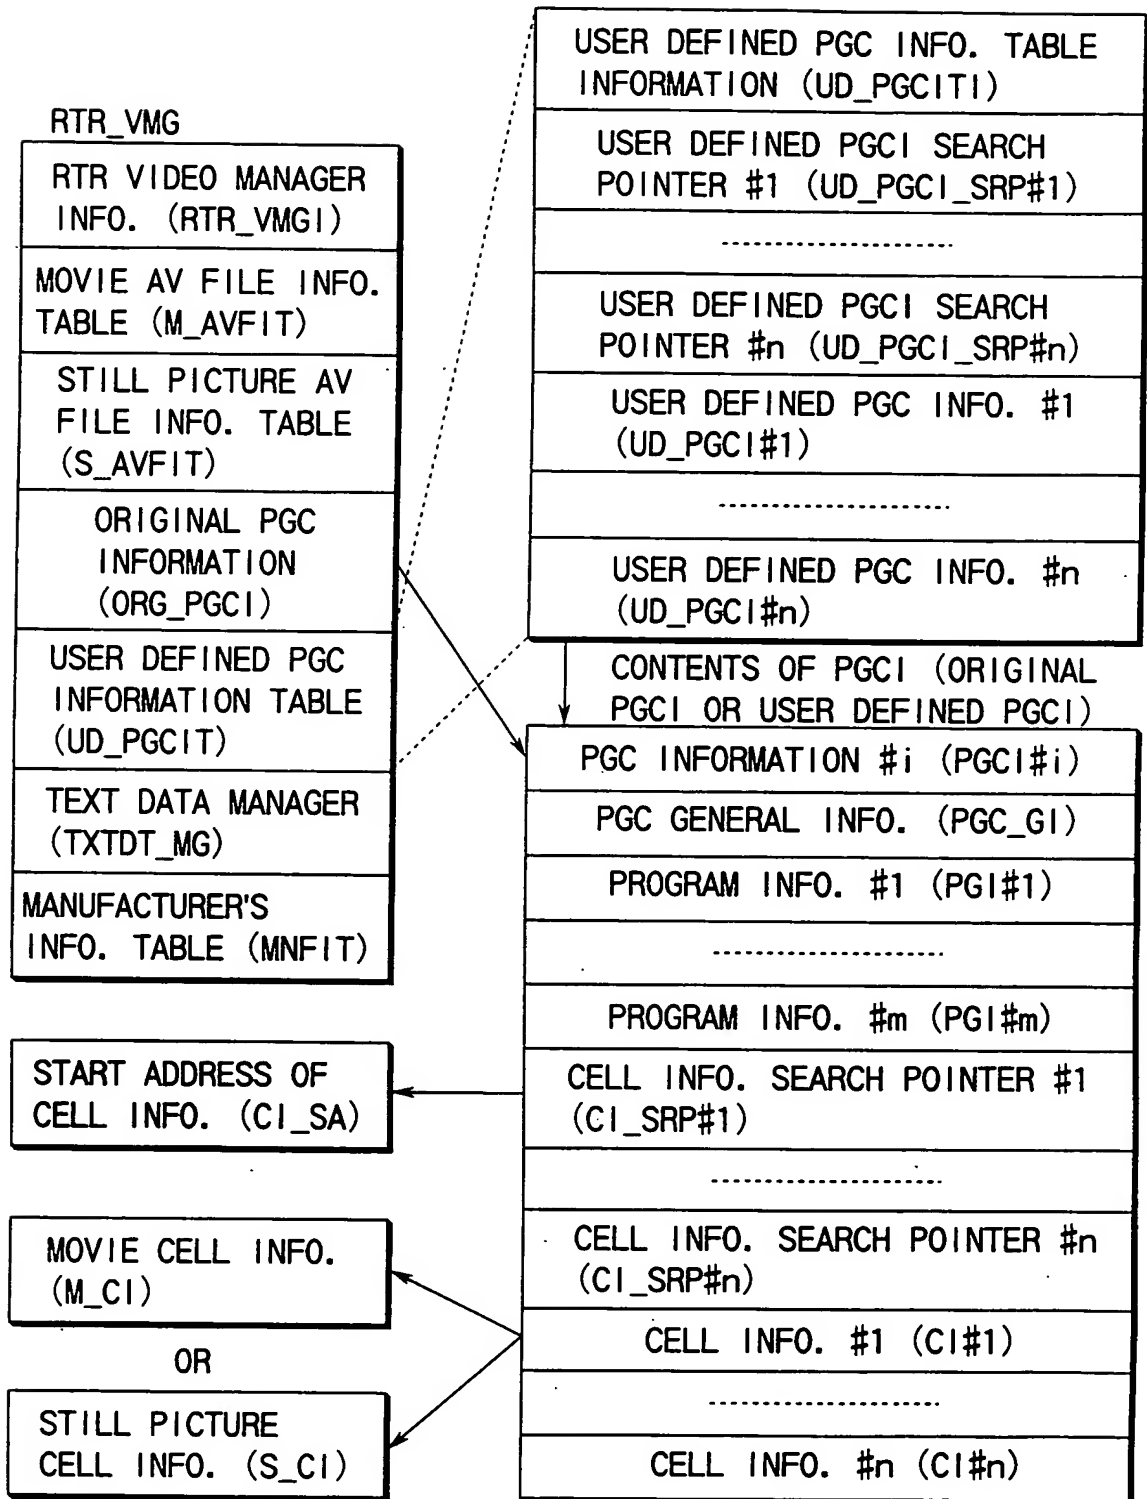 RTR_VMG
RTR VIDEO MANAGER
INFO. (RTR_VMGI)
MOVIE AV FILE INFO.
TABLE (M_AVFIT)
STILL PICTURE AV
FILE INFO. TABLE
(S_AVFIT)
ORIGINAL PGC
INFORMATION
(ORG_PGCI)
USER DEFINED PGC
INFORMATION TABLE
(UD_PGCIT)
TEXT DATA MANAGER
(TXTDT_MG)
MANUFACTURER'S
INFO. TABLE (MNFIT)
START ADDRESS OF
CELL INFO. (CI_SA)
MOVIE CELL INFO.
(M_CI)
OR
STILL PICTURE
CELL INFO. (S_CI)
USER DEFINED PGC INFO. TABLE
INFORMATION (UD_PGCITI)
USER DEFINED PGCI SEARCH
POINTER #1 (UD_PGCI_SRP#1)
USER DEFINED PGCI SEARCH
POINTER #n (UD_PGCI_SRP#n)
USER DEFINED PGC INFO. #1
(UD_PGCI#1)
USER DEFINED PGC INFO. #n
(UD_PGCI#n)
CONTENTS OF PGCI (ORIGINAL
PGCI OR USER DEFINED PGCI)
PGC INFORMATION #i (PGCI#i)
PGC GENERAL INFO. (PGC_GI)
PROGRAM INFO. #1 (PGI#1)
PROGRAM INFO. #m (PGI#m)
CELL INFO. SEARCH POINTER #1
(CI_SRP#1)
CELL INFO. SEARCH POINTER #n
(CI_SRP#n)
CELL INFO. #1 (CI#1)
CELL INFO. #n (CI#n)